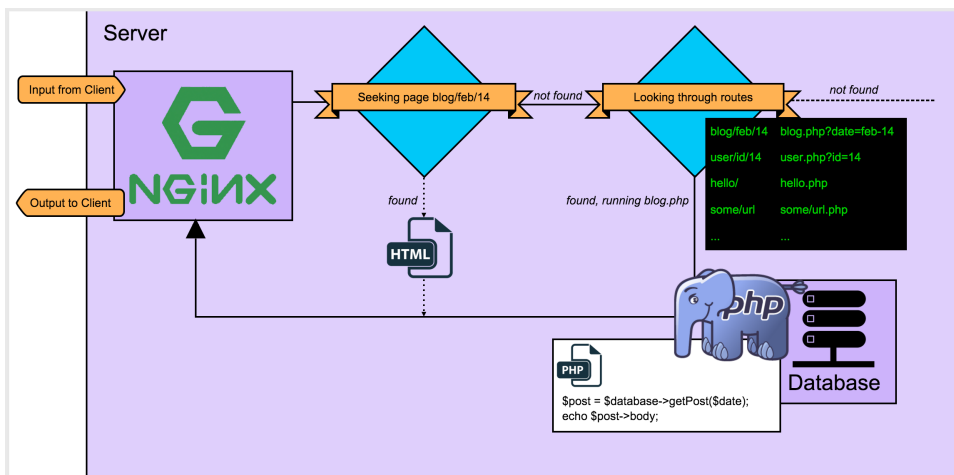 Server
Input from Client
Output to Client
NGiNX
Seeking page blog/feb/14
not found
Looking through routes
not found
blog/feb/14 blog.php?date=feb-14
user/id/14 user.php?id=14
hello/ hello.php
some/url some/url.php
... ...
found
found, running blog.php
HTML
php
Database
PHP
$post = $database->getPost($date);
echo $post->body;